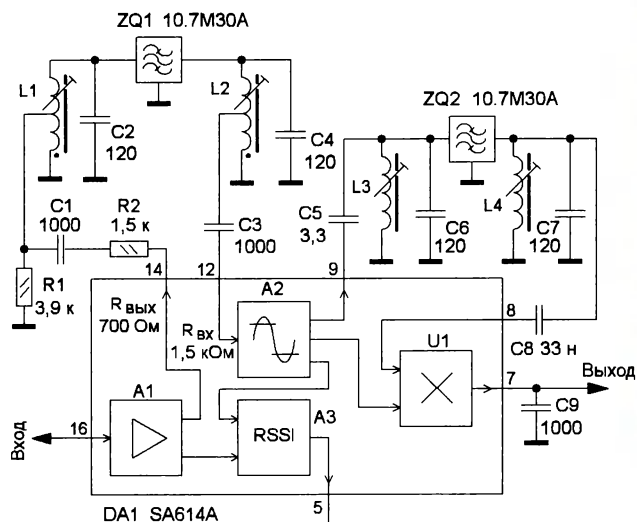 ZQ1 10.7М30А
L1
C2
120
L2
C4
120
ZQ2 10.7М30А
L3
C6
120
L4
C7
120
C1
1000
R2
1,5 к
C3
1000
C5
3,3
R1
3,9 к
14
12
9
8
C8 33 н
R вых
700 Ом
R вх
1,5 кОм
A2
U1
7
Выход
C9
1000
A1
A3
RSSI
16
Вход
5
DA1 SA614A